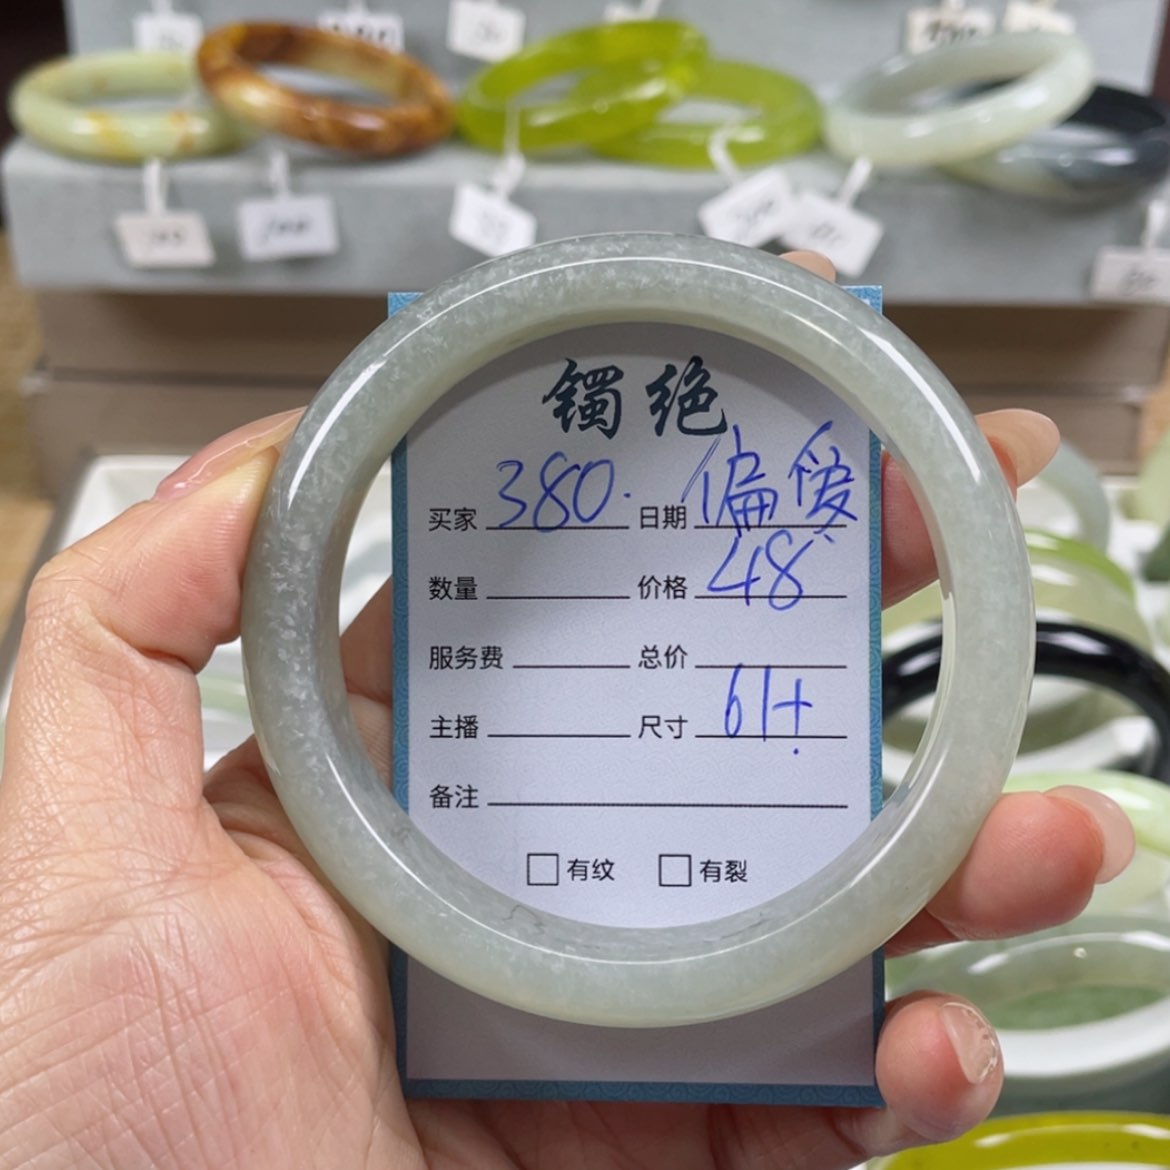 镯绝
买家 380. 日期 偏爱
数量 价格 48
服务费 总价
主播 尺寸 61+
备注
有纹 有裂